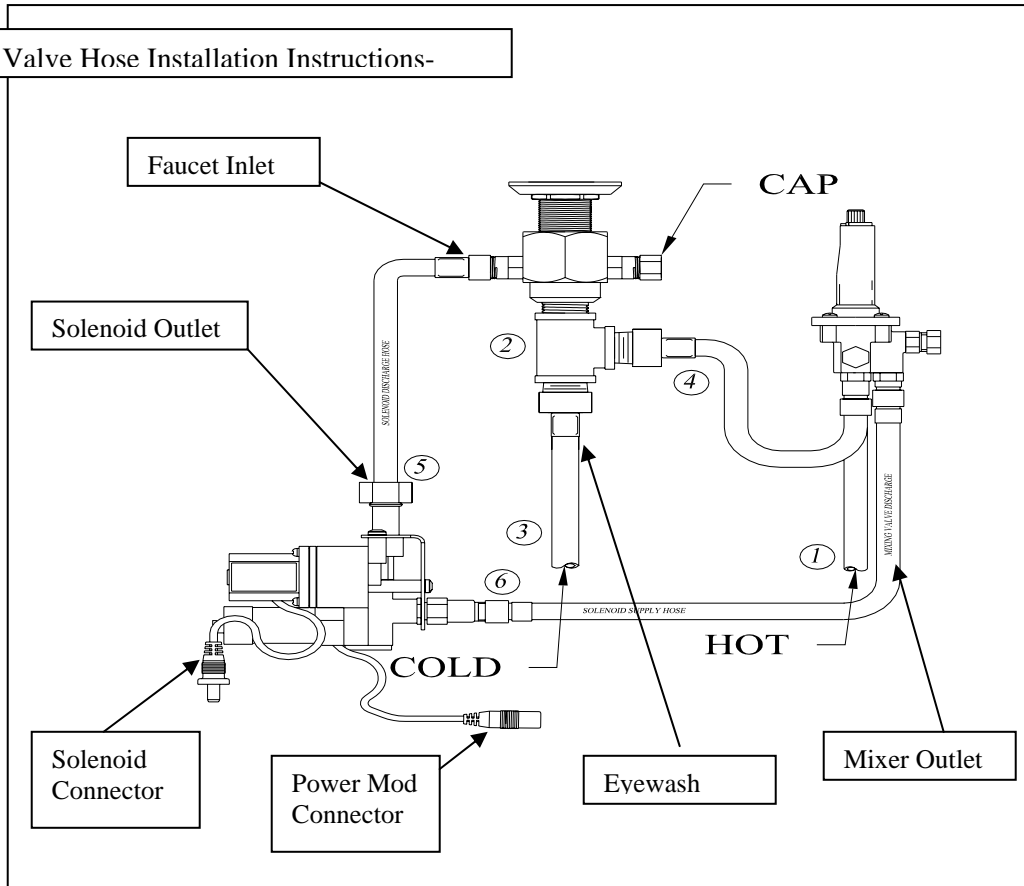 Valve Hose Installation Instructions-
Faucet Inlet
CAP
Solenoid Outlet
SOLENOID DISCHARGE HOSE
2
4
5
3
1
MIXING VALVE DISCHARGE
6
SOLENOID SUPPLY HOSE
HOT
COLD
Solenoid
Connector
Power Mod
Connector
Eyewash
Mixer Outlet